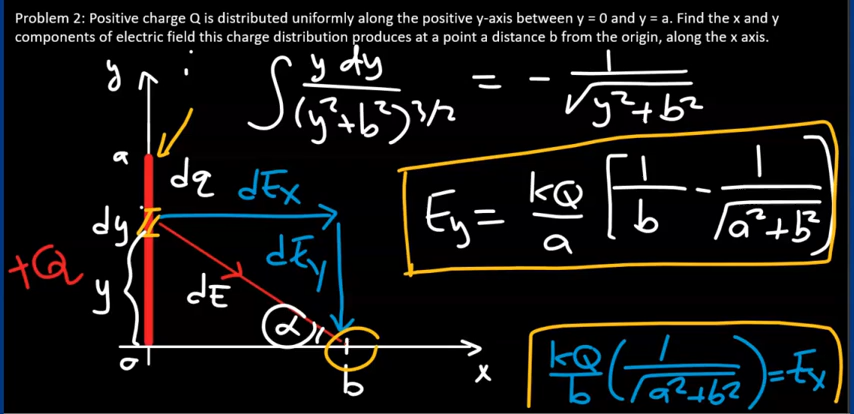 Problem 2: Positive charge Q is distributed uniformly along the positive y-axis between y = 0 and y = a. Find the x and y
components of electric field this charge distribution produces at a point a distance b from the origin, along the x axis.
∫ y dy / (y²+b²)^3/2 = - 1 / √y²+b²
y
a
dq
dEx
Ey = kQ/a [1/b - 1/√a²+b²]
dy
dEy
+Q
y
dE
α
o
b
x
kQ/b (1/√a²+b²) = Ex